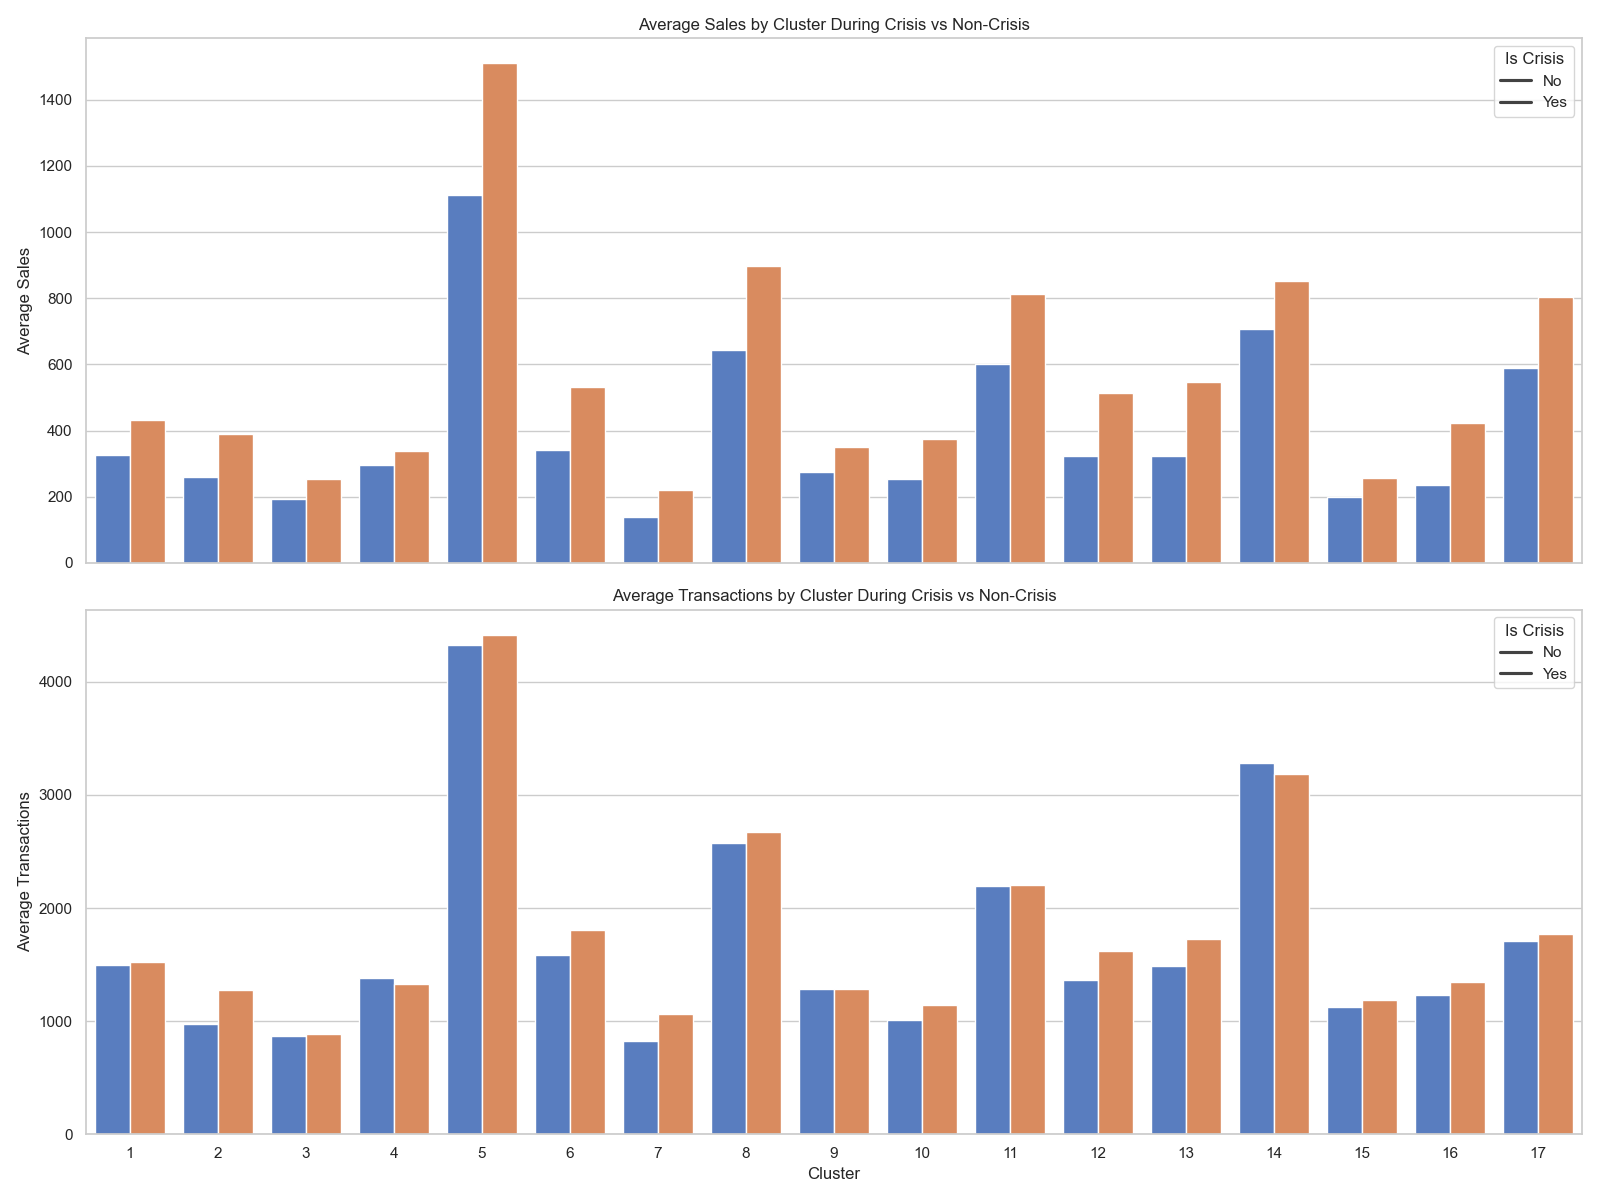 Average Sales by Cluster During Crisis vs Non-Crisis
Is Crisis
No
Yes
1400
1200
1000
800
600
400
200
0
Average Sales
Average Transactions by Cluster During Crisis vs Non-Crisis
Is Crisis
No
Yes
4000
3000
2000
1000
0
Average Transactions
1 2 3 4 5 6 7 8 9 10 11 12 13 14 15 16 17
Cluster